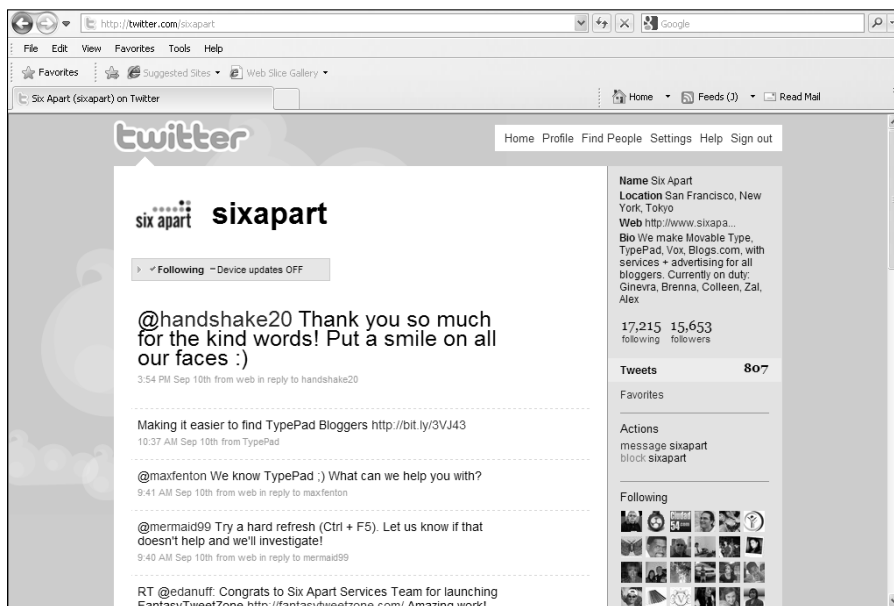 http://twitter.com/sixapart
Google
File Edit View Favorites Tools Help
Favorites Suggested Sites Web Slice Gallery
Six Apart (sixapart) on Twitter
Home Feeds (J) Read Mail
twitter
Home Profile Find People Settings Help Sign out
six apart
sixapart
Following Device updates OFF
@handshake20 Thank you so much
for the kind words! Put a smile on all
our faces :)
3:54 PM Sep 10th from web in reply to handshake20
Making it easier to find TypePad Bloggers http://bit.ly/3VJ43
10:37 AM Sep 10th from TypePad
@maxfenton We know TypePad ;) What can we help you with?
9:41 AM Sep 10th from web in reply to maxfenton
@mermaid99 Try a hard refresh (Ctrl + F5). Let us know if that
doesn't help and we'll investigate!
9:40 AM Sep 10th from web in reply to mermaid99
RT @edanuff: Congrats to Six Apart Services Team for launching
FantasyTweetZone http://fantasytweetzone.com/ Amazing work!
Name Six Apart
Location San Francisco, New
York, Tokyo
Web http://www.sixapa...
Bio We make Movable Type,
TypePad, Vox, Blogs.com, with
services + advertising for all
bloggers. Currently on duty:
Ginevra, Brenna, Colleen, Zal,
Alex
17,215 15,653
following followers
Tweets 807
Favorites
Actions
message sixapart
block sixapart
Following